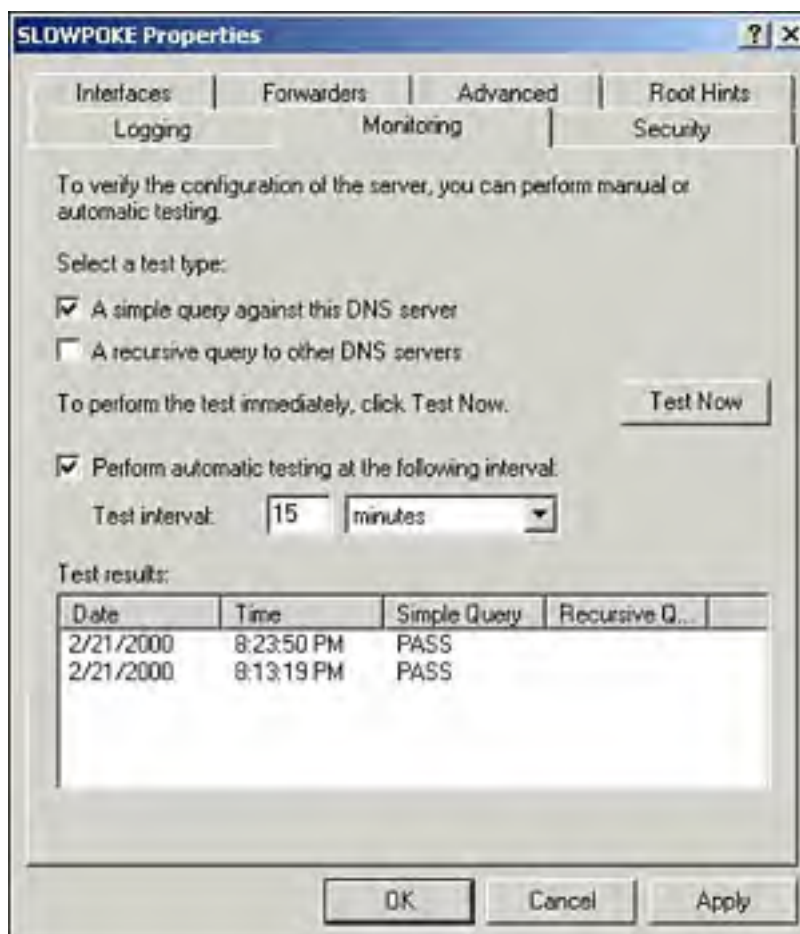 SLOWPOKE Properties
? X
Interfaces Forwarders Advanced Root Hints
Logging Monitoring Security
To verify the configuration of the server, you can perform manual or
automatic testing.
Select a test type:
A simple query against this DNS server
A recursive query to other DNS servers
To perform the test immediately, click Test Now. Test Now
Perform automatic testing at the following interval:
Test interval: 15 minutes
Test results:
Date Time Simple Query Recursive Q...
2/21/2000 8:23:50 PM PASS
2/21/2000 8:13:19 PM PASS
OK Cancel Apply